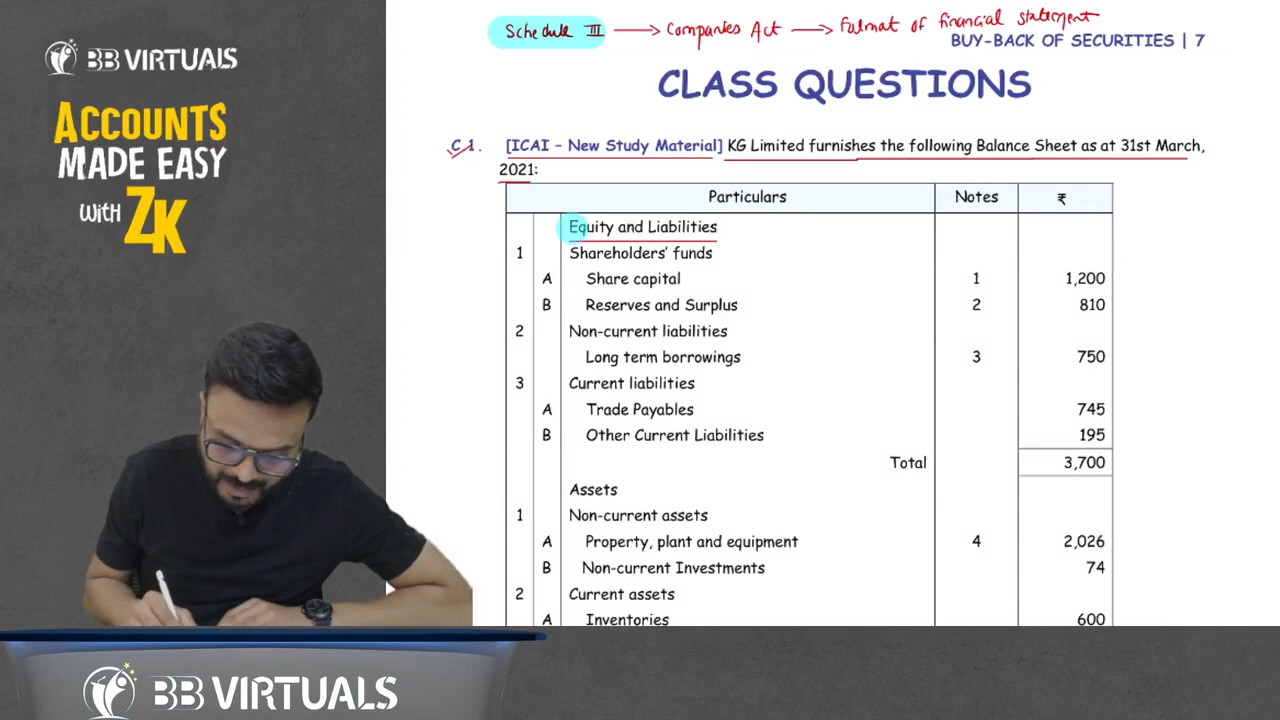 Schedule III → Companies Act → Format of financial statement
BUY-BACK OF SECURITIES | 7
BB VIRTUALS
ACCOUNTS
MADE EASY
with ZK
CLASS QUESTIONS
C 1. [ICAI – New Study Material] KG Limited furnishes the following Balance Sheet as at 31st March,
2021:
Particulars Notes ₹
Equity and Liabilities
1 Shareholders' funds
A Share capital 1 1,200
B Reserves and Surplus 2 810
2 Non-current liabilities
Long term borrowings 3 750
3 Current liabilities
A Trade Payables 745
B Other Current Liabilities 195
Total 3,700
Assets
1 Non-current assets
A Property, plant and equipment 4 2,026
B Non-current Investments 74
2 Current assets
A Inventories 600
BB VIRTUALS